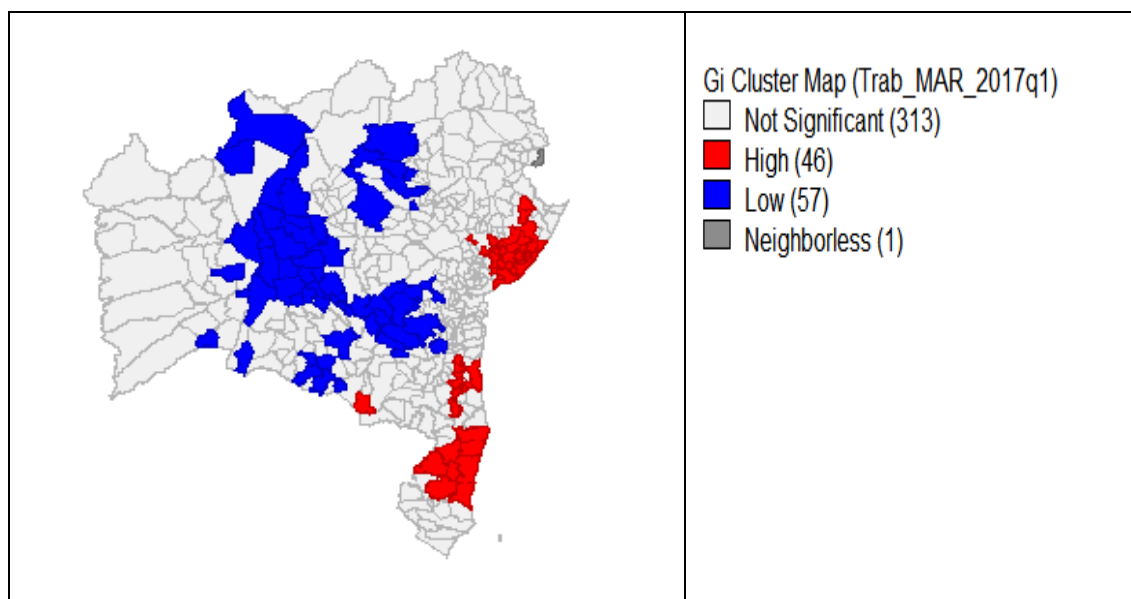 Gi Cluster Map (Trab_MAR_2017q1)
Not Significant (313)
High (46)
Low (57)
Neighborless (1)